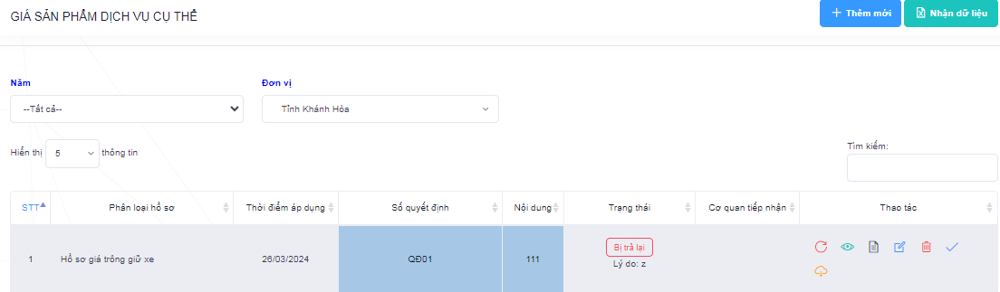 GIÁ SẢN PHẨM DỊCH VỤ CỤ THỂ
Thêm mới
Nhận dữ liệu
Năm
Đơn vị
--Tất cả--
Tỉnh Khánh Hòa
Hiển thị 5 thông tin
Tìm kiếm:
STT Phân loại hồ sơ Thời điểm áp dụng Số quyết định Nội dung Trạng thái Cơ quan tiếp nhận Thao tác
1 Hồ sơ giá trông giữ xe 26/03/2024 QĐ01 111 Bị trả lại
Lý do: z